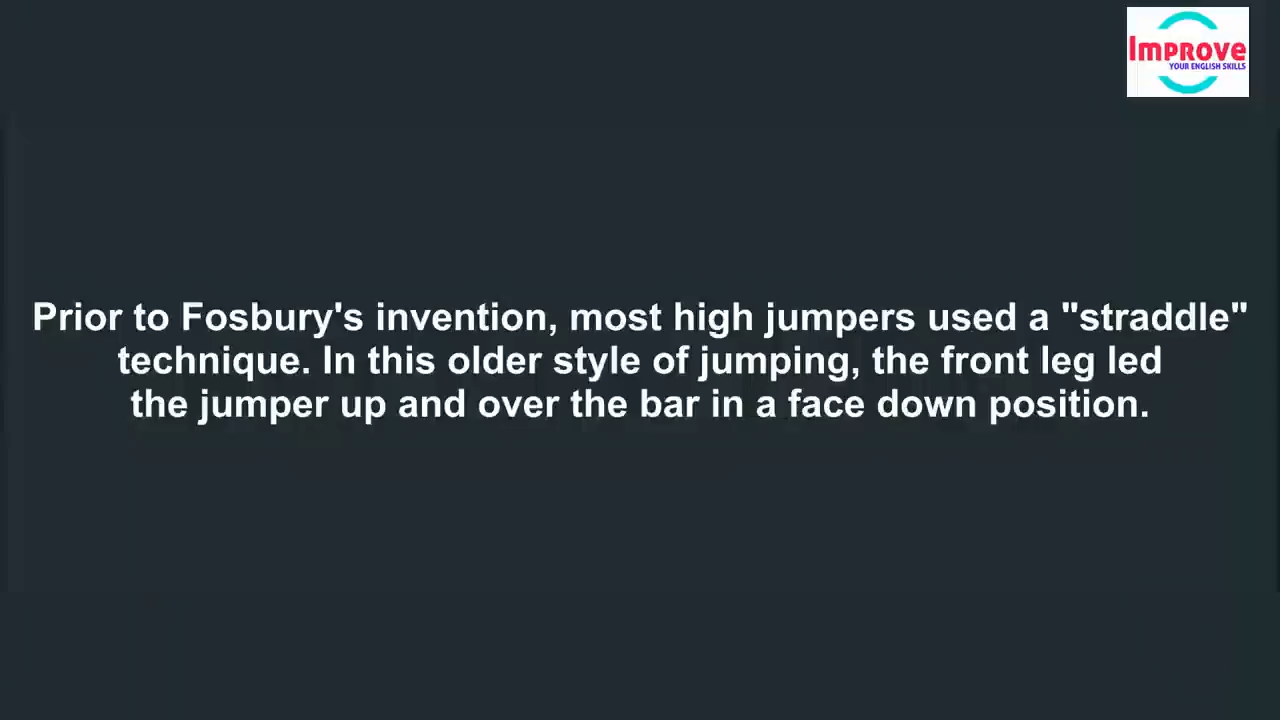 Improve
YOUR ENGLISH SKILLS
Prior to Fosbury's invention, most high jumpers used a "straddle"
technique. In this older style of jumping, the front leg led
the jumper up and over the bar in a face down position.